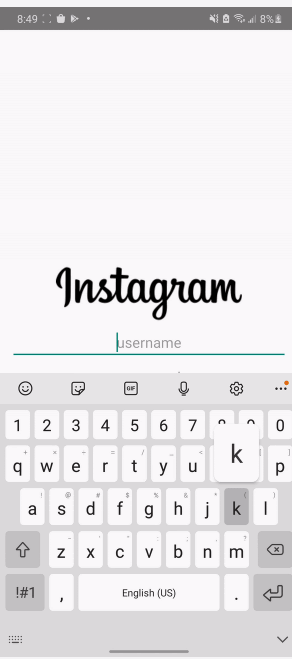 8:49 8%
Instagram
username
GIF
1 2 3 4 5 6 7 8 9 0
q w e r t y u k p
a s d f g h j k l
z x c v b n m
!#1 , English (US) .